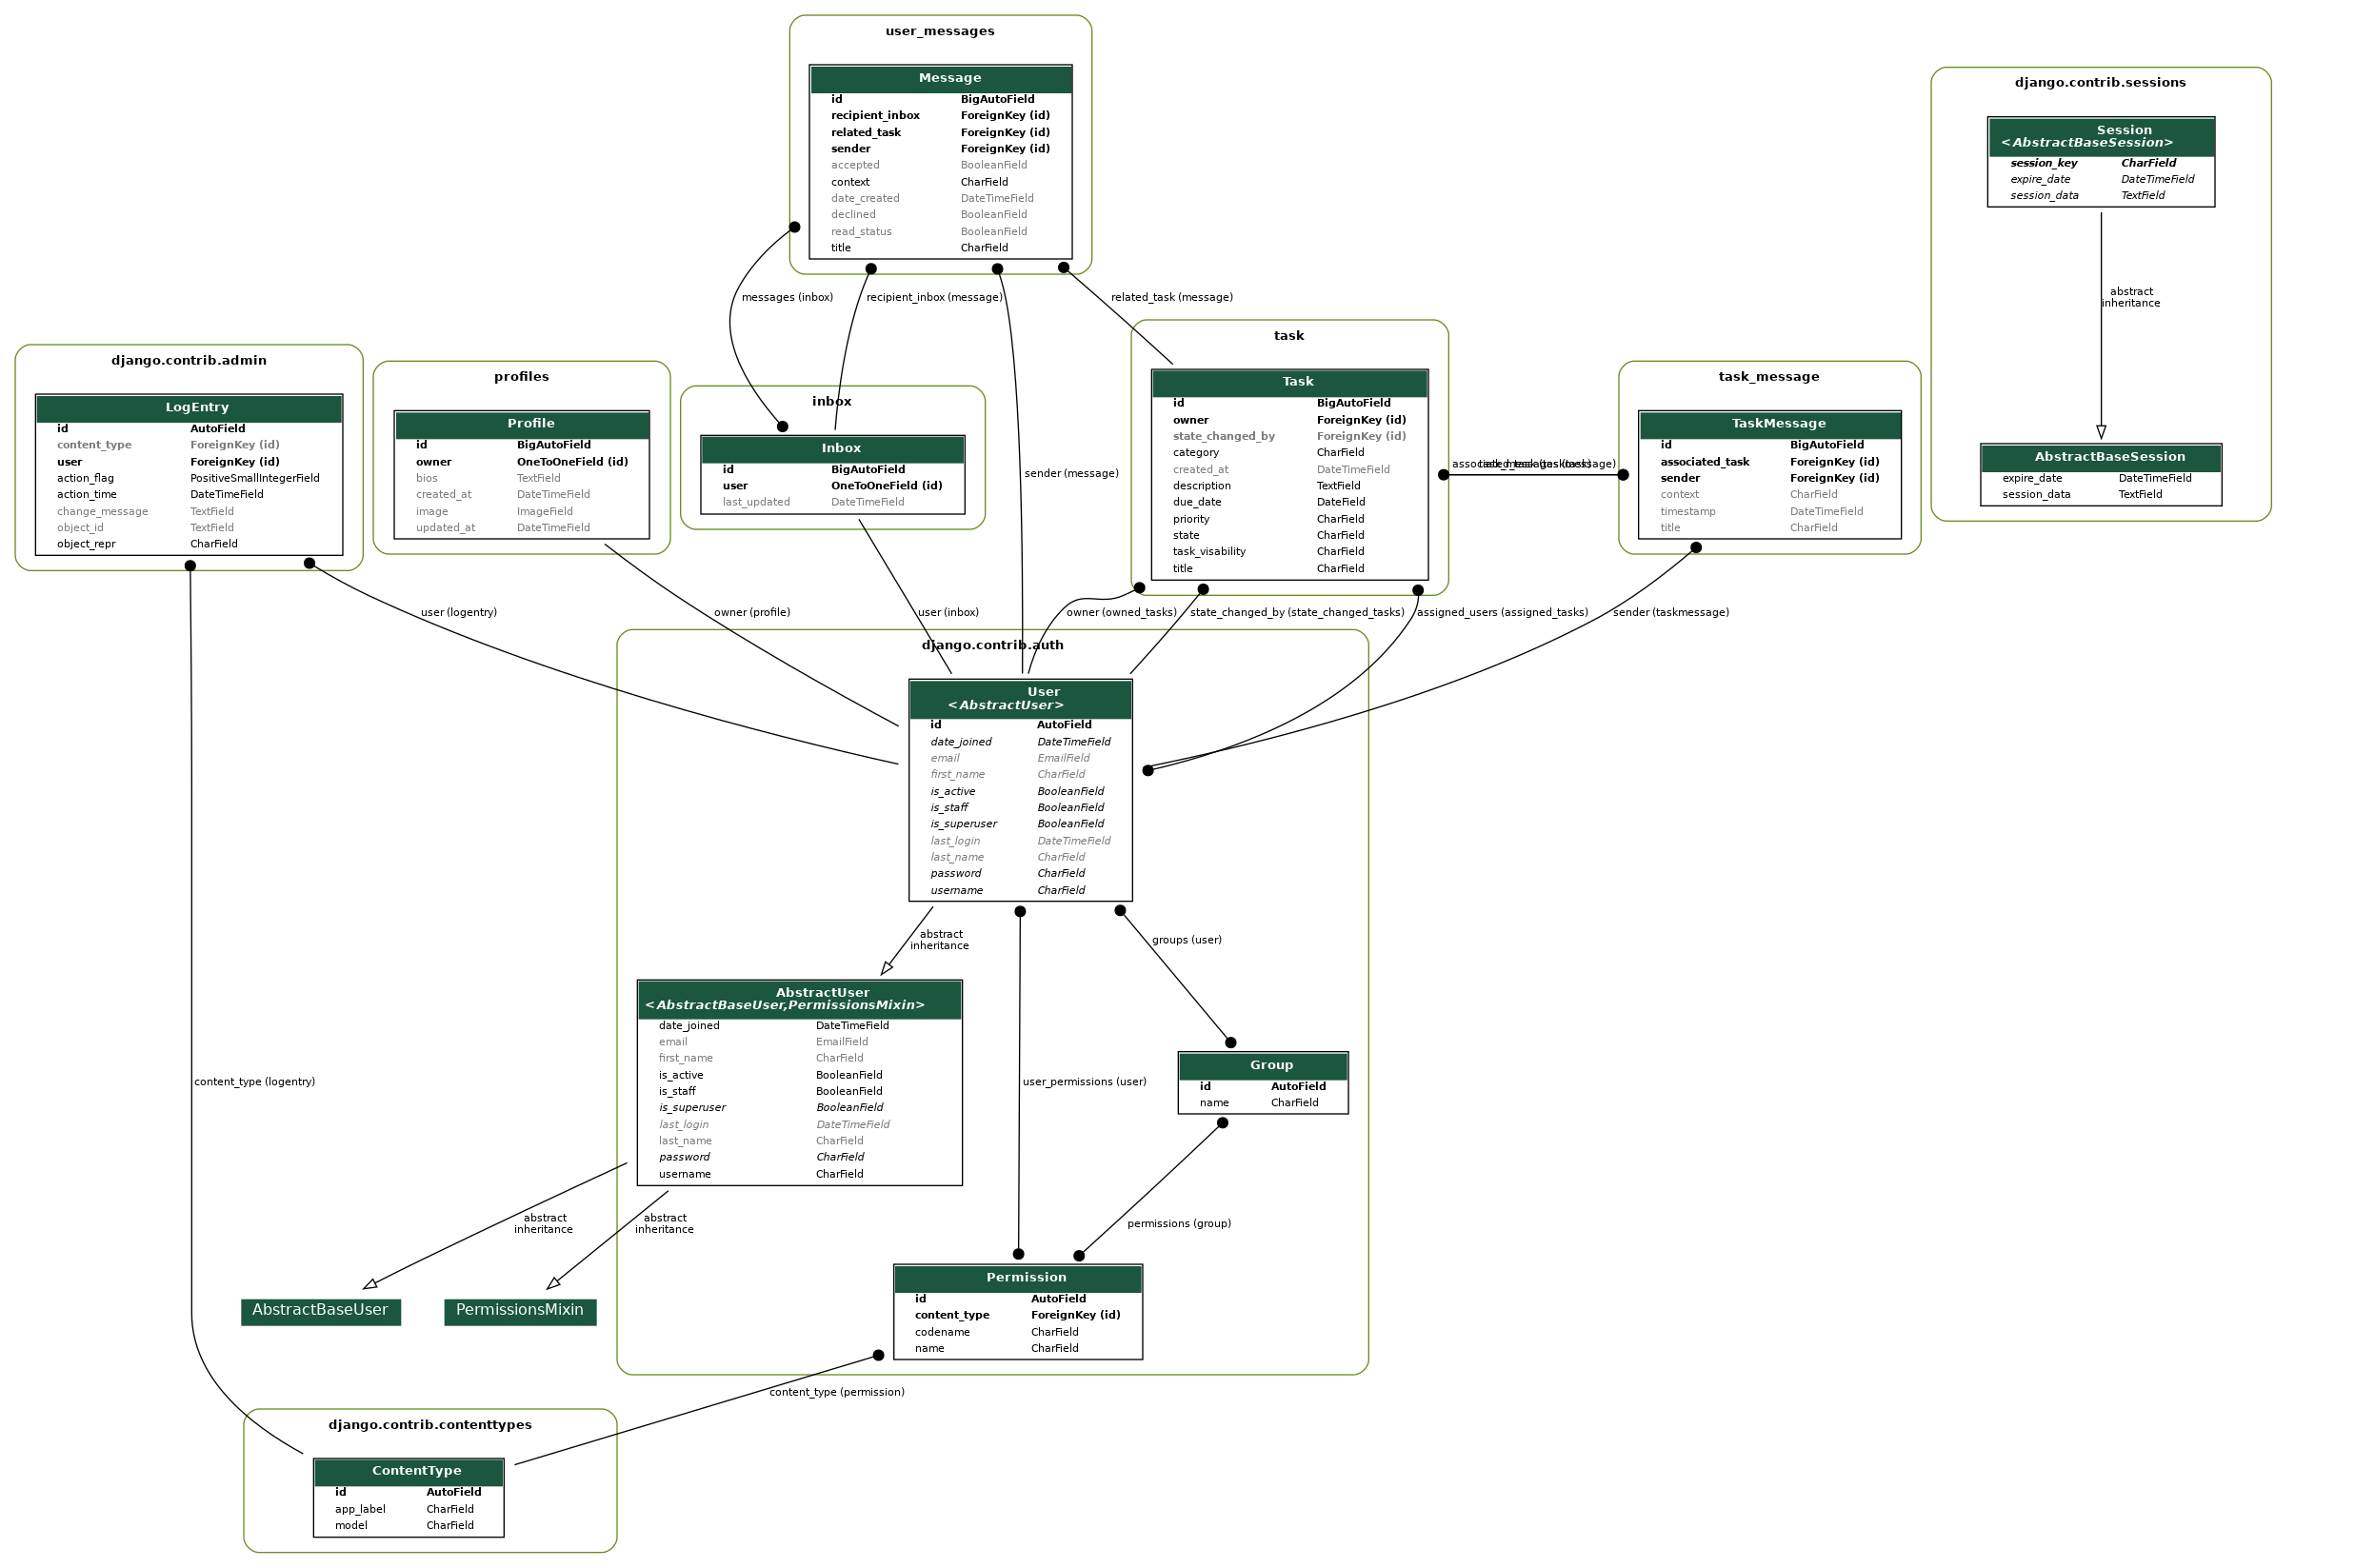 user_messages
Message
id BigAutoField
recipient_inbox ForeignKey (id)
related_task ForeignKey (id)
sender ForeignKey (id)
accepted BooleanField
context CharField
date_created DateTimeField
declined BooleanField
read_status BooleanField
title CharField
django.contrib.sessions
Session
<AbstractBaseSession>
session_key CharField
expire_date DateTimeField
session_data TextField
abstract
inheritance
AbstractBaseSession
expire_date DateTimeField
session_data TextField
messages (inbox)
recipient_inbox (message)
related_task (message)
sender (message)
django.contrib.admin
LogEntry
id AutoField
content_type ForeignKey (id)
user ForeignKey (id)
action_flag PositiveSmallIntegerField
action_time DateTimeField
change_message TextField
object_id TextField
object_repr CharField
profiles
Profile
id BigAutoField
owner OneToOneField (id)
bios TextField
created_at DateTimeField
image ImageField
updated_at DateTimeField
inbox
Inbox
id BigAutoField
user OneToOneField (id)
last_updated DateTimeField
task
Task
id BigAutoField
owner ForeignKey (id)
state_changed_by ForeignKey (id)
category CharField
created_at DateTimeField
description TextField
due_date DateField
priority CharField
state CharField
task_visability CharField
title CharField
task_message
TaskMessage
id BigAutoField
associated_task ForeignKey (id)
sender ForeignKey (id)
context CharField
timestamp DateTimeField
title CharField
user (logentry)
owner (profile)
user (inbox)
owner (owned_tasks)
state_changed_by (state_changed_tasks)
assigned_users (assigned_tasks)
sender (taskmessage)
django.contrib.auth
User
<AbstractUser>
id AutoField
date_joined DateTimeField
email EmailField
first_name CharField
is_active BooleanField
is_staff BooleanField
is_superuser BooleanField
last_login DateTimeField
last_name CharField
password CharField
username CharField
abstract
inheritance
groups (user)
AbstractUser
<AbstractBaseUser,PermissionsMixin>
date_joined DateTimeField
email EmailField
first_name CharField
is_active BooleanField
is_staff BooleanField
is_superuser BooleanField
last_login DateTimeField
last_name CharField
password CharField
username CharField
Group
id AutoField
name CharField
content_type (logentry)
user_permissions (user)
abstract
inheritance
abstract
inheritance
permissions (group)
AbstractBaseUser
PermissionsMixin
Permission
id AutoField
content_type ForeignKey (id)
codename CharField
name CharField
content_type (permission)
django.contrib.contenttypes
ContentType
id AutoField
app_label CharField
model CharField